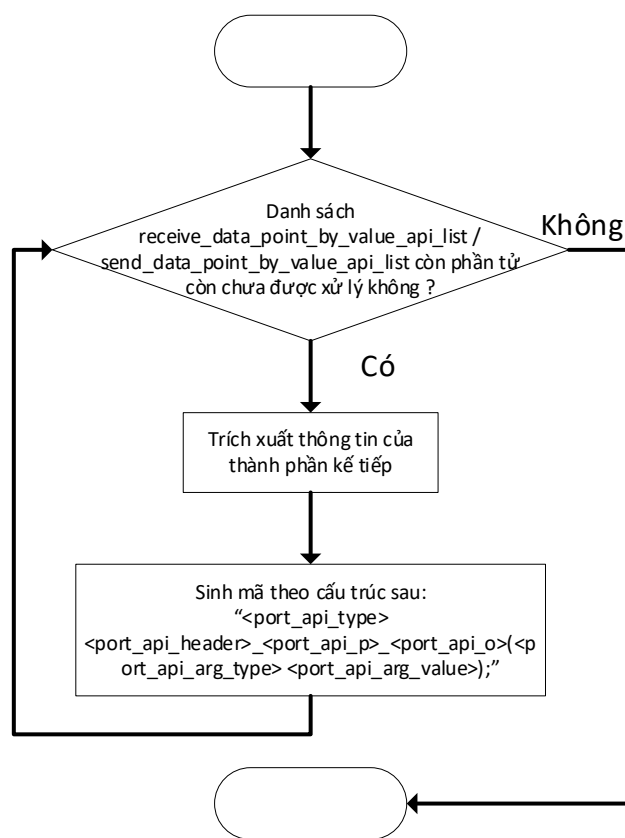 Danh sách
receive_data_point_by_value_api_list /
send_data_point_by_value_api_list còn phần tử
còn chưa được xử lý không ?
Không
Có
Trích xuất thông tin của
thành phần kế tiếp
Sinh mã theo cấu trúc sau:
“<port_api_type>
<port_api_header>_<port_api_p>_<port_api_o>(<p
ort_api_arg_type> <port_api_arg_value>);”